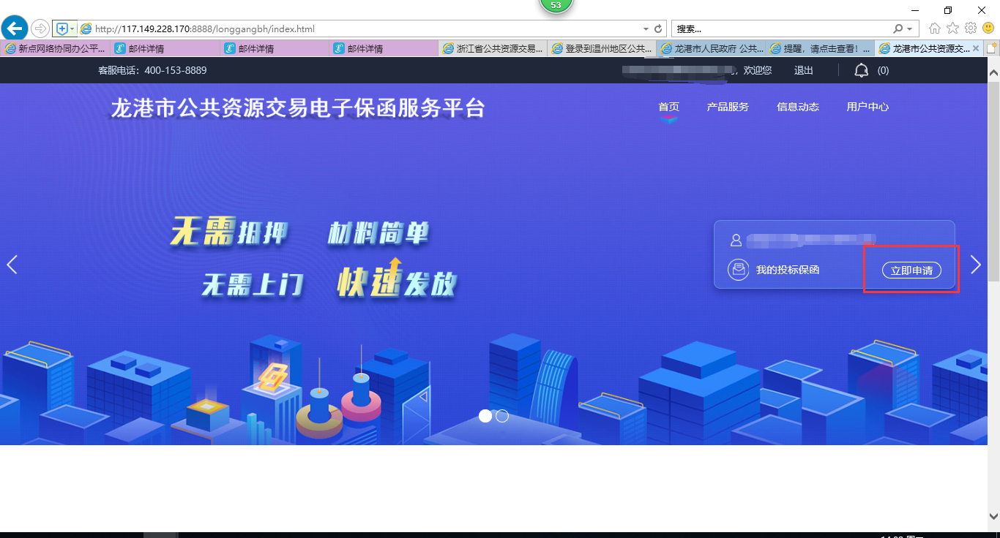 53
http://117.149.228.170:8888/longgangbh/index.html
搜索...
新点网络协同办公平... 邮件详情 邮件详情 邮件详情 浙江省公共资源交易... 登录到温州地区公共... 龙港市人民政府 公共... 提醒，请点击查看！... 龙港市公共资源交...
客服电话：400-153-8889
，欢迎您 退出 (0)
龙港市公共资源交易电子保函服务平台
首页 产品服务 信息动态 用户中心
无需抵押 材料简单
无需上门 快速发放
我的投标保函 立即申请